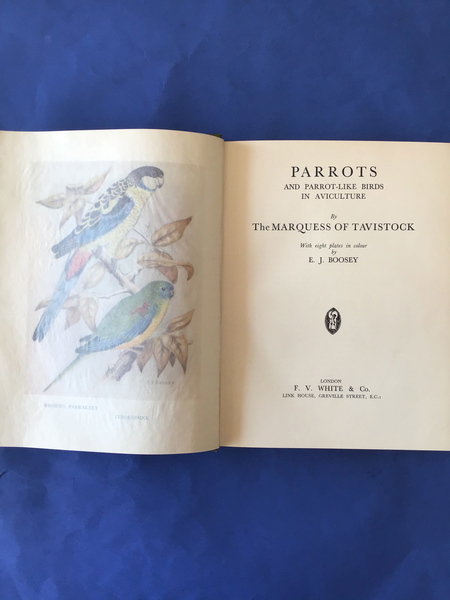 PARROTS
AND PARROT-LIKE BIRDS
IN AVICULTURE
By
The MARQUESS OF TAVISTOCK
With eight plates in colour
by
E. J. BOOSEY
LONDON
F. V. WHITE & Co.
LINK HOUSE, GREVILLE STREET, E.C.1